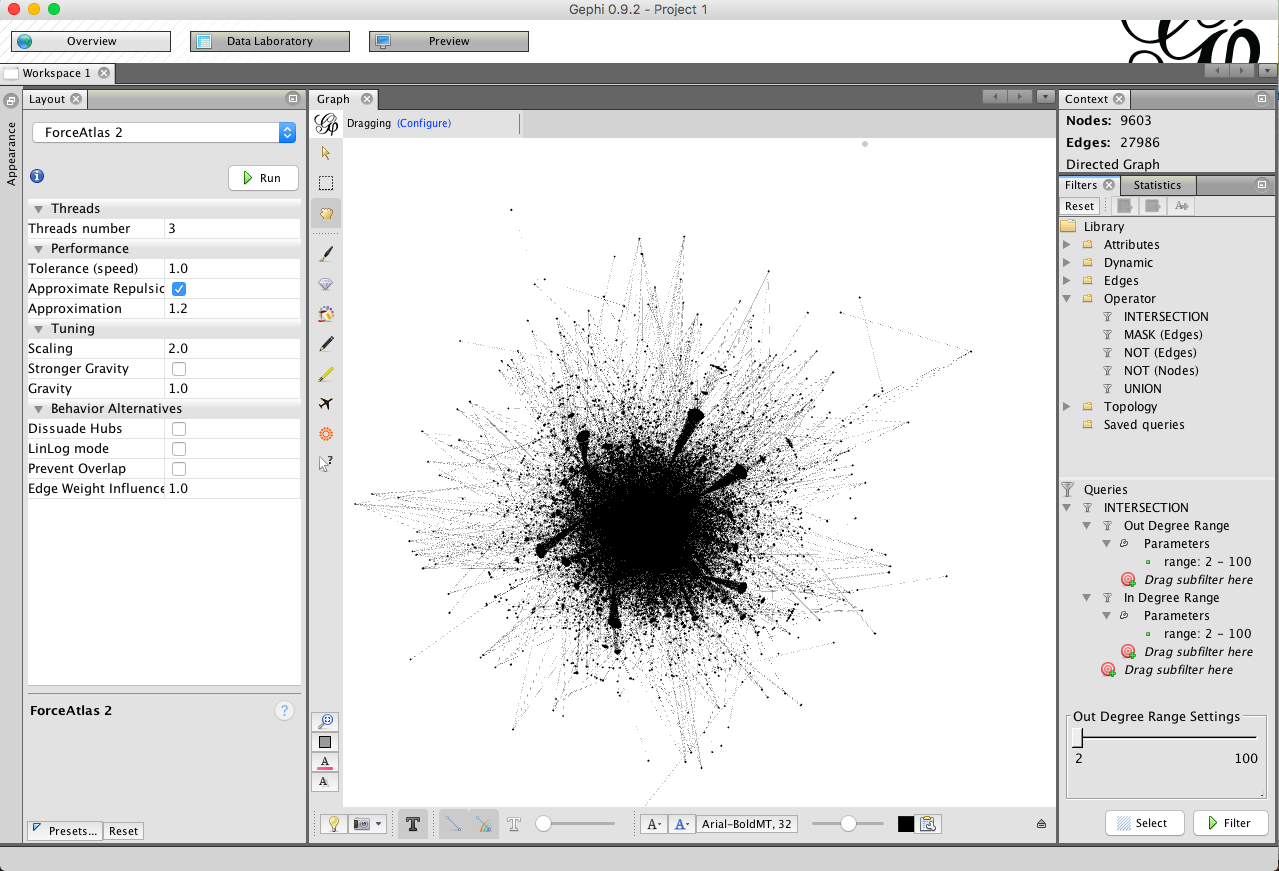 Gephi 0.9.2 - Project 1
Overview
Data Laboratory
Preview
Workspace 1
Appearance
Layout
ForceAtlas 2
Run
Threads
Threads number 3
Performance
Tolerance (speed) 1.0
Approximate Repulsic
Approximation 1.2
Tuning
Scaling 2.0
Stronger Gravity
Gravity 1.0
Behavior Alternatives
Dissuade Hubs
LinLog mode
Prevent Overlap
Edge Weight Influence 1.0
ForceAtlas 2
?
Presets...
Reset
Graph
Dragging (Configure)
A
A
T
T
A
A
Arial-BoldMT, 32
Context
Nodes: 9603
Edges: 27986
Directed Graph
Filters
Statistics
Reset
Library
Attributes
Dynamic
Edges
Operator
INTERSECTION
MASK (Edges)
NOT (Edges)
NOT (Nodes)
UNION
Topology
Saved queries
Queries
INTERSECTION
Out Degree Range
Parameters
range: 2 - 100
Drag subfilter here
In Degree Range
Parameters
range: 2 - 100
Drag subfilter here
Drag subfilter here
Out Degree Range Settings
2 100
Select
Filter